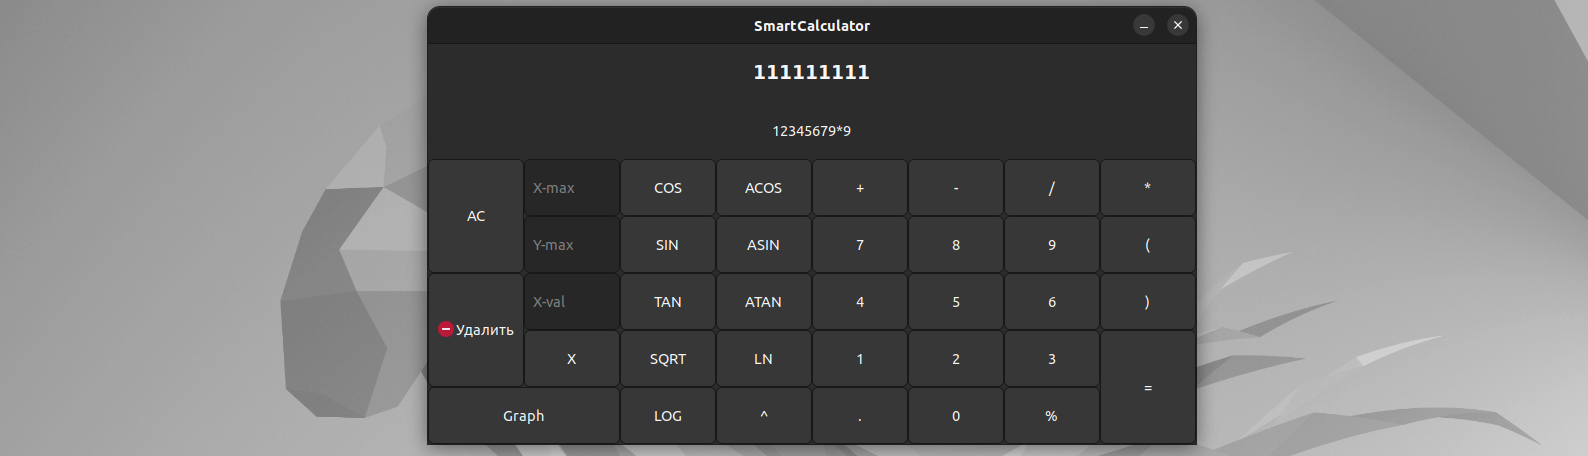 SmartCalculator
111111111
12345679*9
AC
X-max
COS
ACOS
+
-
/
*
Y-max
SIN
ASIN
7
8
9
(
Удалить
X-val
TAN
ATAN
4
5
6
)
X
SQRT
LN
1
2
3
=
Graph
LOG
^
.
0
%